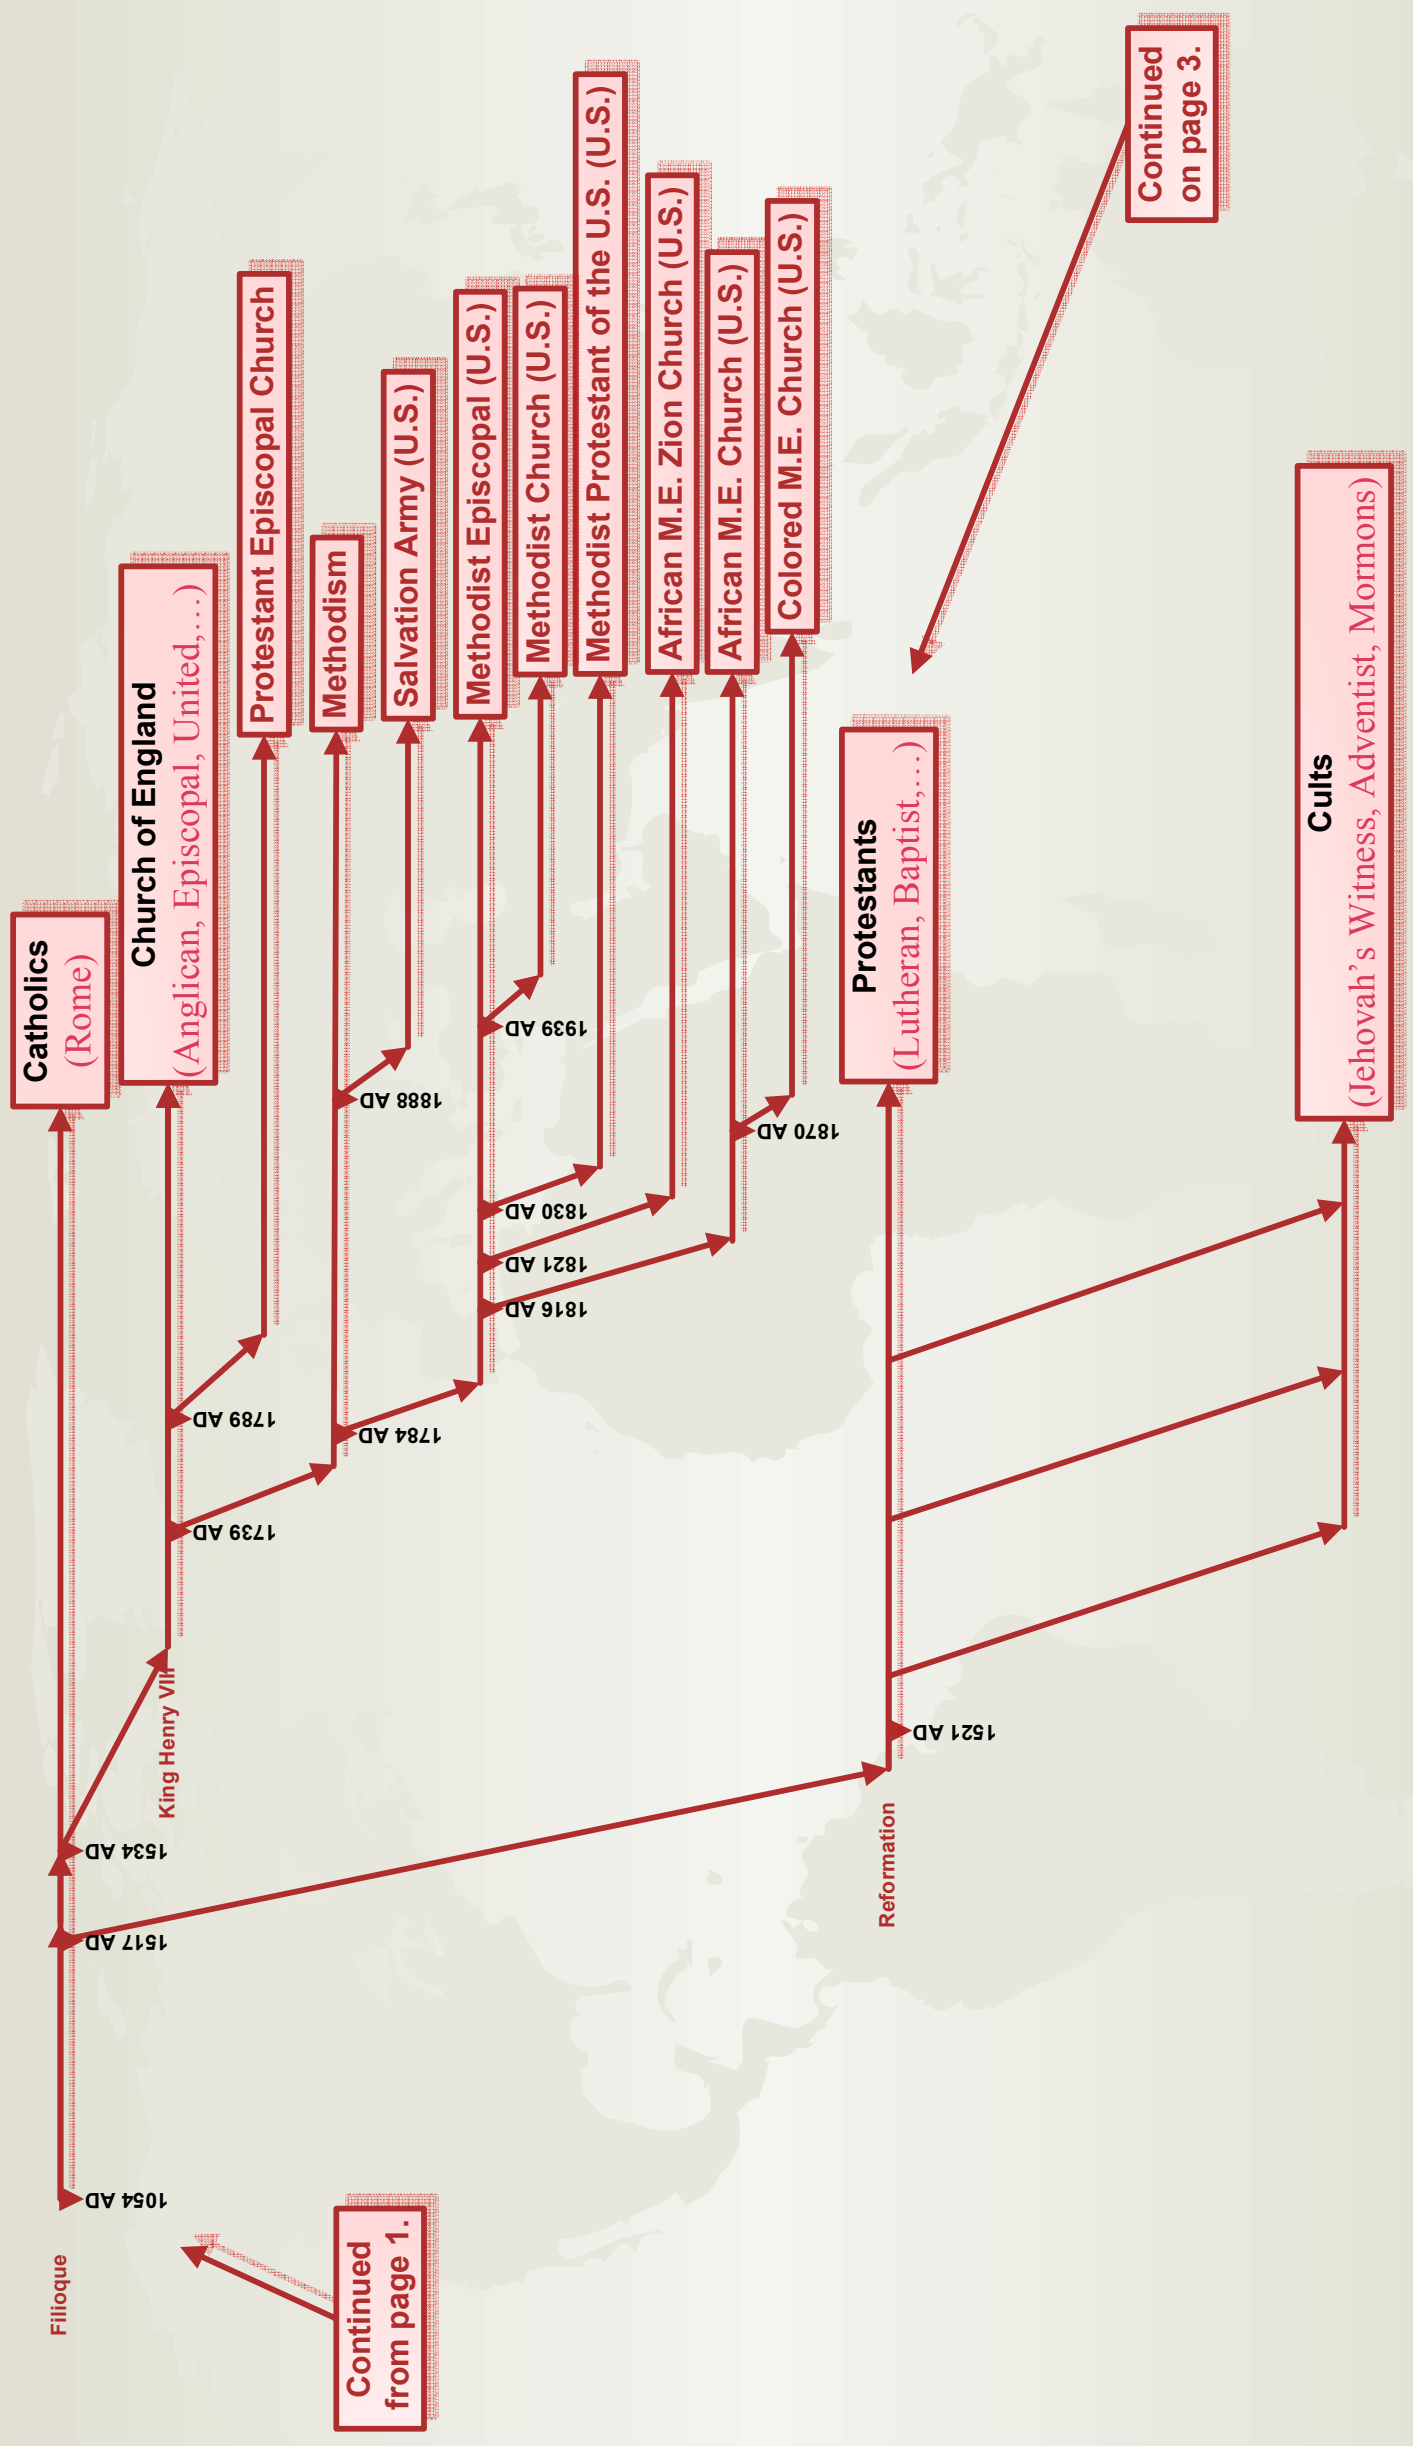 Filioque
1054 AD
Continued
from page 1.
1517 AD
1534 AD
King Henry VIII
Catholics
(Rome)
Church of England
(Anglican, Episcopal, United,…)
1739 AD
1789 AD
Protestant Episcopal Church
Methodism
1784 AD
1888 AD
Salvation Army (U.S.)
Methodist Episcopal (U.S.)
1816 AD
1821 AD
1830 AD
1939 AD
Methodist Church (U.S.)
Methodist Protestant of the U.S. (U.S.)
African M.E. Zion Church (U.S.)
African M.E. Church (U.S.)
1870 AD
Colored M.E. Church (U.S.)
Reformation
1521 AD
Protestants
(Lutheran, Baptist,…)
Continued
on page 3.
Cults
(Jehovah's Witness, Adventist, Mormons)